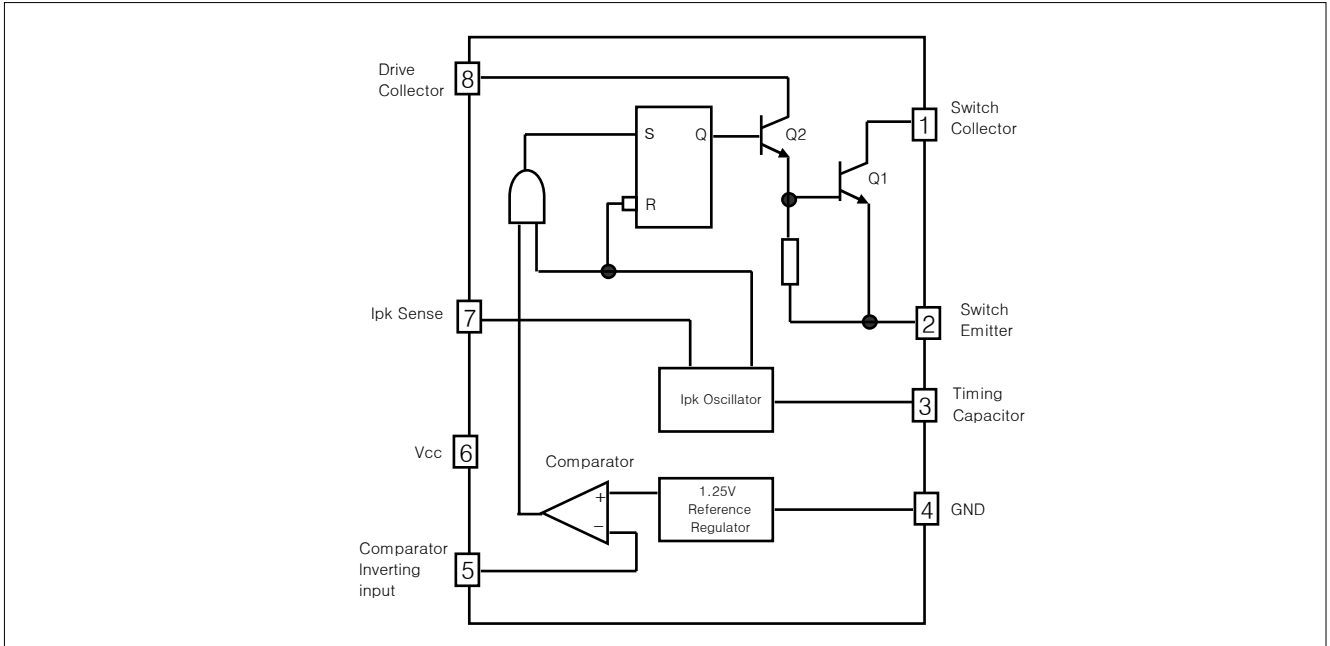 Drive
Collector
8
S
Q
Q2
R
Q1
1
Switch
Collector
Ipk Sense
7
2
Switch
Emitter
Ipk Oscillator
3
Timing
Capacitor
Vcc
6
Comparator
+
−
1.25V
Reference
Regulator
4
GND
Comparator
Inverting
input
5